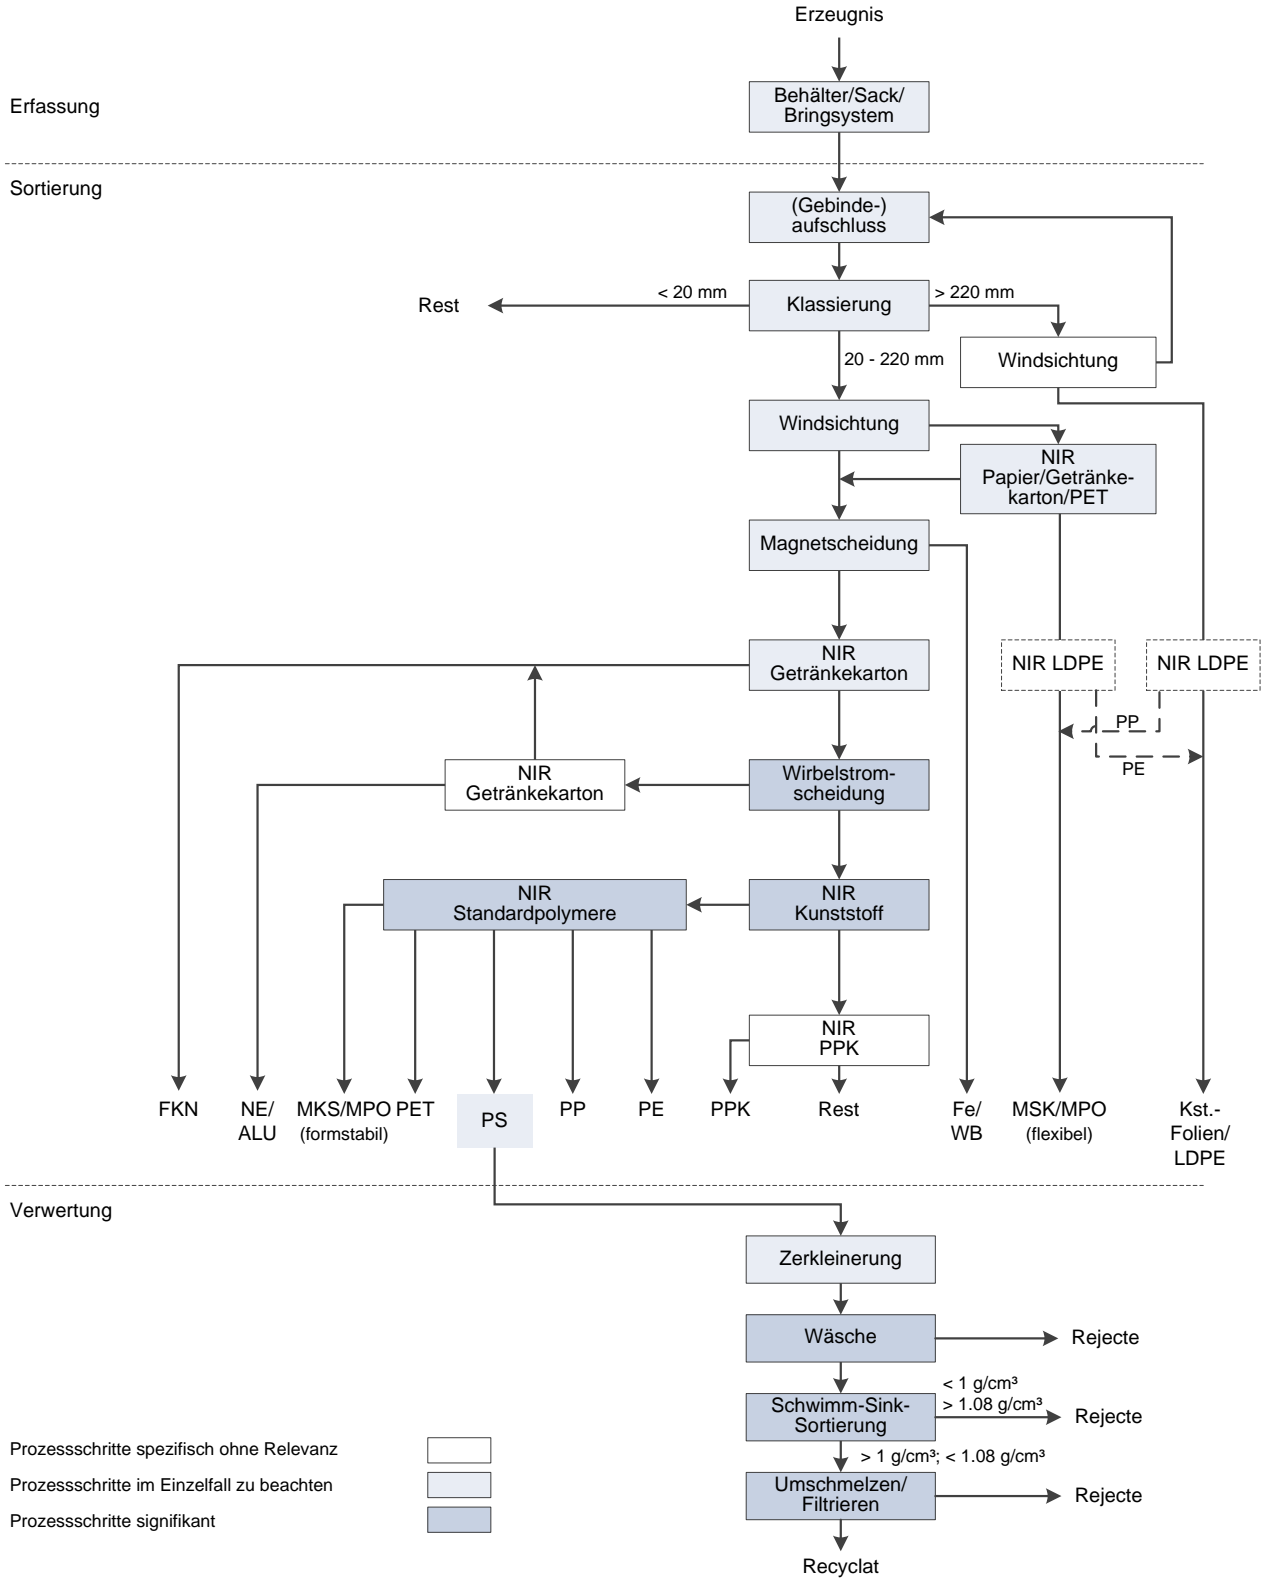 Erzeugnis
Erfassung
Behälter/Sack/
Bringsystem
Sortierung
(Gebinde-)
aufschluss
Rest
< 20 mm
Klassierung
> 220 mm
20 - 220 mm
Windsichtung
Windsichtung
NIR
Papier/Getränke-
karton/PET
Magnetscheidung
NIR
Getränkekarton
NIR LDPE
NIR LDPE
PP
PE
NIR
Getränkekarton
Wirbelstrom-
scheidung
NIR
Standardpolymere
NIR
Kunststoff
NIR
PPK
FKN
NE/
ALU
MKS/MPO
(formstabil)
PET
PS
PP
PE
PPK
Rest
Fe/
WB
MSK/MPO
(flexibel)
Kst.-
Folien/
LDPE
Verwertung
Zerkleinerung
Wäsche
Rejecte
Schwimm-Sink-
Sortierung
< 1 g/cm³
> 1.08 g/cm³
Rejecte
> 1 g/cm³; < 1.08 g/cm³
Umschmelzen/
Filtrieren
Rejecte
Recyclat
Prozessschritte spezifisch ohne Relevanz
Prozessschritte im Einzelfall zu beachten
Prozessschritte signifikant